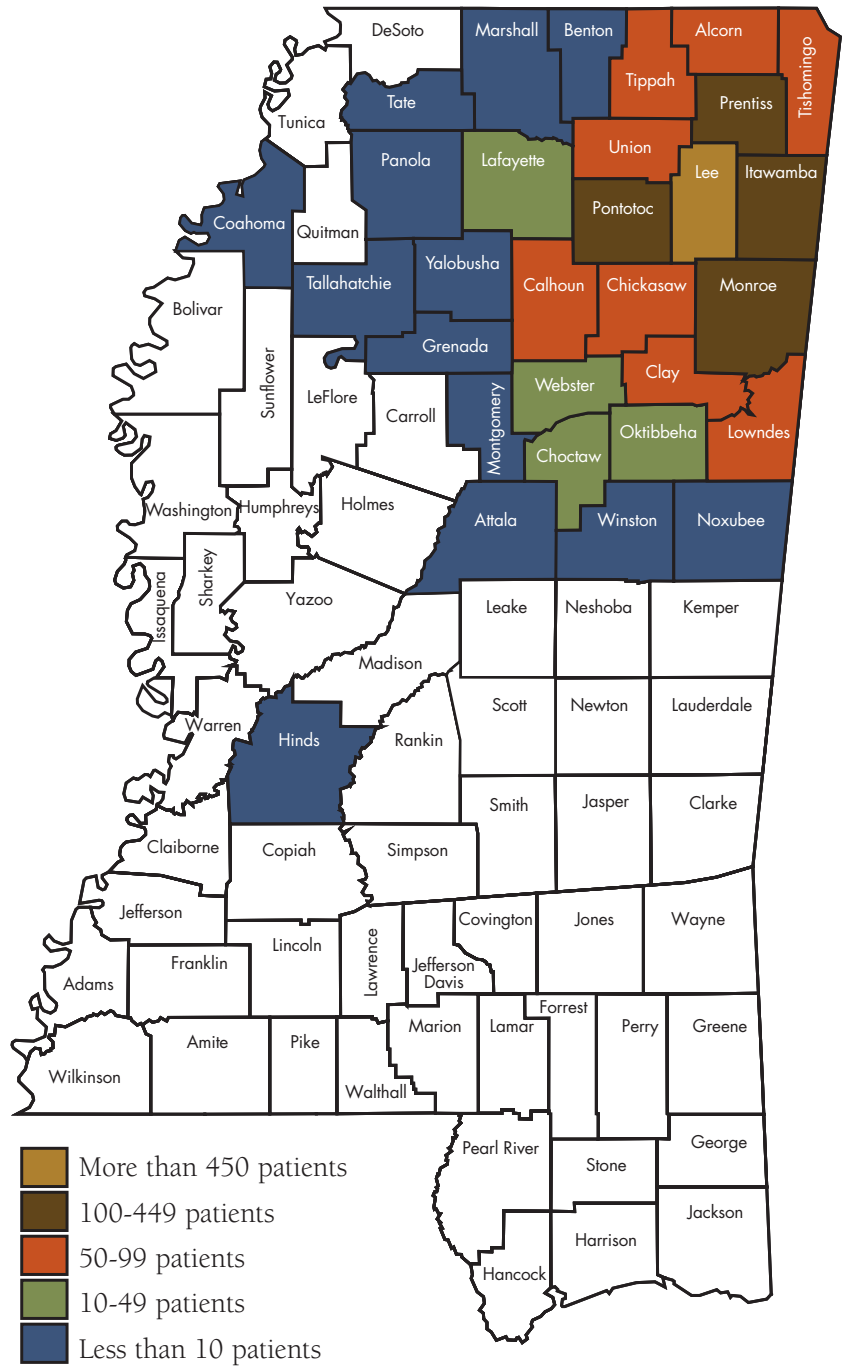 DeSoto
Marshall
Benton
Alcorn
Tippah
Tishomingo
Tate
Prentiss
Tunica
Union
Panola
Lafayette
Lee
Itawamba
Pontotoc
Coahoma
Quitman
Yalobusha
Tallahatchie
Calhoun
Chickasaw
Monroe
Bolivar
Grenada
Sunflower
LeFlore
Clay
Webster
Carroll
Montgomery
Oktibbeha
Lowndes
Choctaw
Washington
Humphreys
Holmes
Attala
Winston
Noxubee
Sharkey
Issaquena
Yazoo
Leake
Neshoba
Kemper
Madison
Scott
Newton
Lauderdale
Warren
Hinds
Rankin
Smith
Jasper
Clarke
Claiborne
Copiah
Simpson
Jefferson
Covington
Jones
Wayne
Lincoln
Lawrence
Franklin
Jefferson
Davis
Adams
Forrest
Marion
Lamar
Perry
Greene
Amite
Pike
Wilkinson
Walthall
Pearl River
George
Stone
Jackson
Harrison
Hancock
More than 450 patients
100-449 patients
50-99 patients
10-49 patients
Less than 10 patients